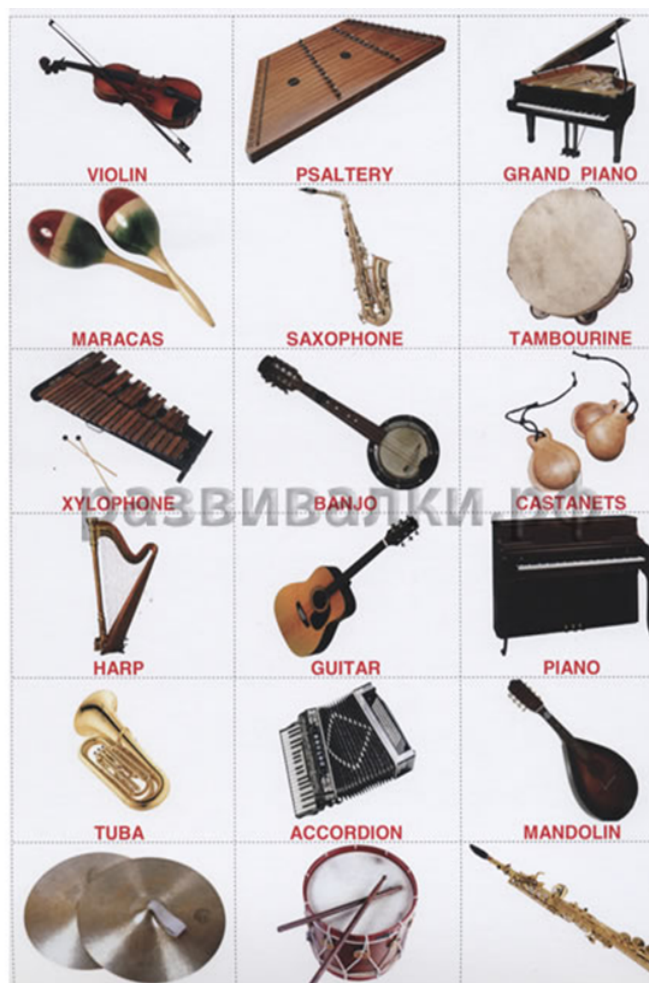 VIOLIN
PSALTERY
GRAND PIANO
MARACAS
SAXOPHONE
TAMBOURINE
XYLOPHONE
BANJO
CASTANETS
развивалки.рф
HARP
GUITAR
PIANO
TUBA
ACCORDION
MANDOLIN